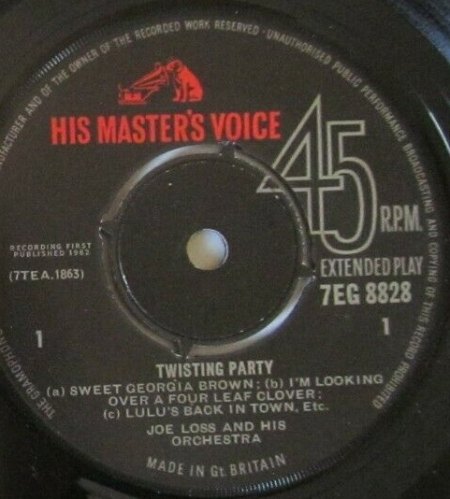 MANUFACTURER AND OF THE OWNER OF THE RECORDED WORK RESERVED · UNAUTHORISED PUBLIC PERFORMANCE BROADCASTING AND COPYING OF THIS RECORD PROHIBITED
HIS MASTER'S VOICE
45
R.P.M.
RECORDING FIRST
PUBLISHED 1962
(7TEA.1863)
EXTENDED PLAY
7EG 8828
1
1
TWISTING PARTY
(a) SWEET GEORGIA BROWN; (b) I'M LOOKING
OVER A FOUR LEAF CLOVER;
(c) LULU'S BACK IN TOWN, Etc.
JOE LOSS AND HIS
ORCHESTRA
MADE IN Gt. BRITAIN
THE GRAMOPHONE